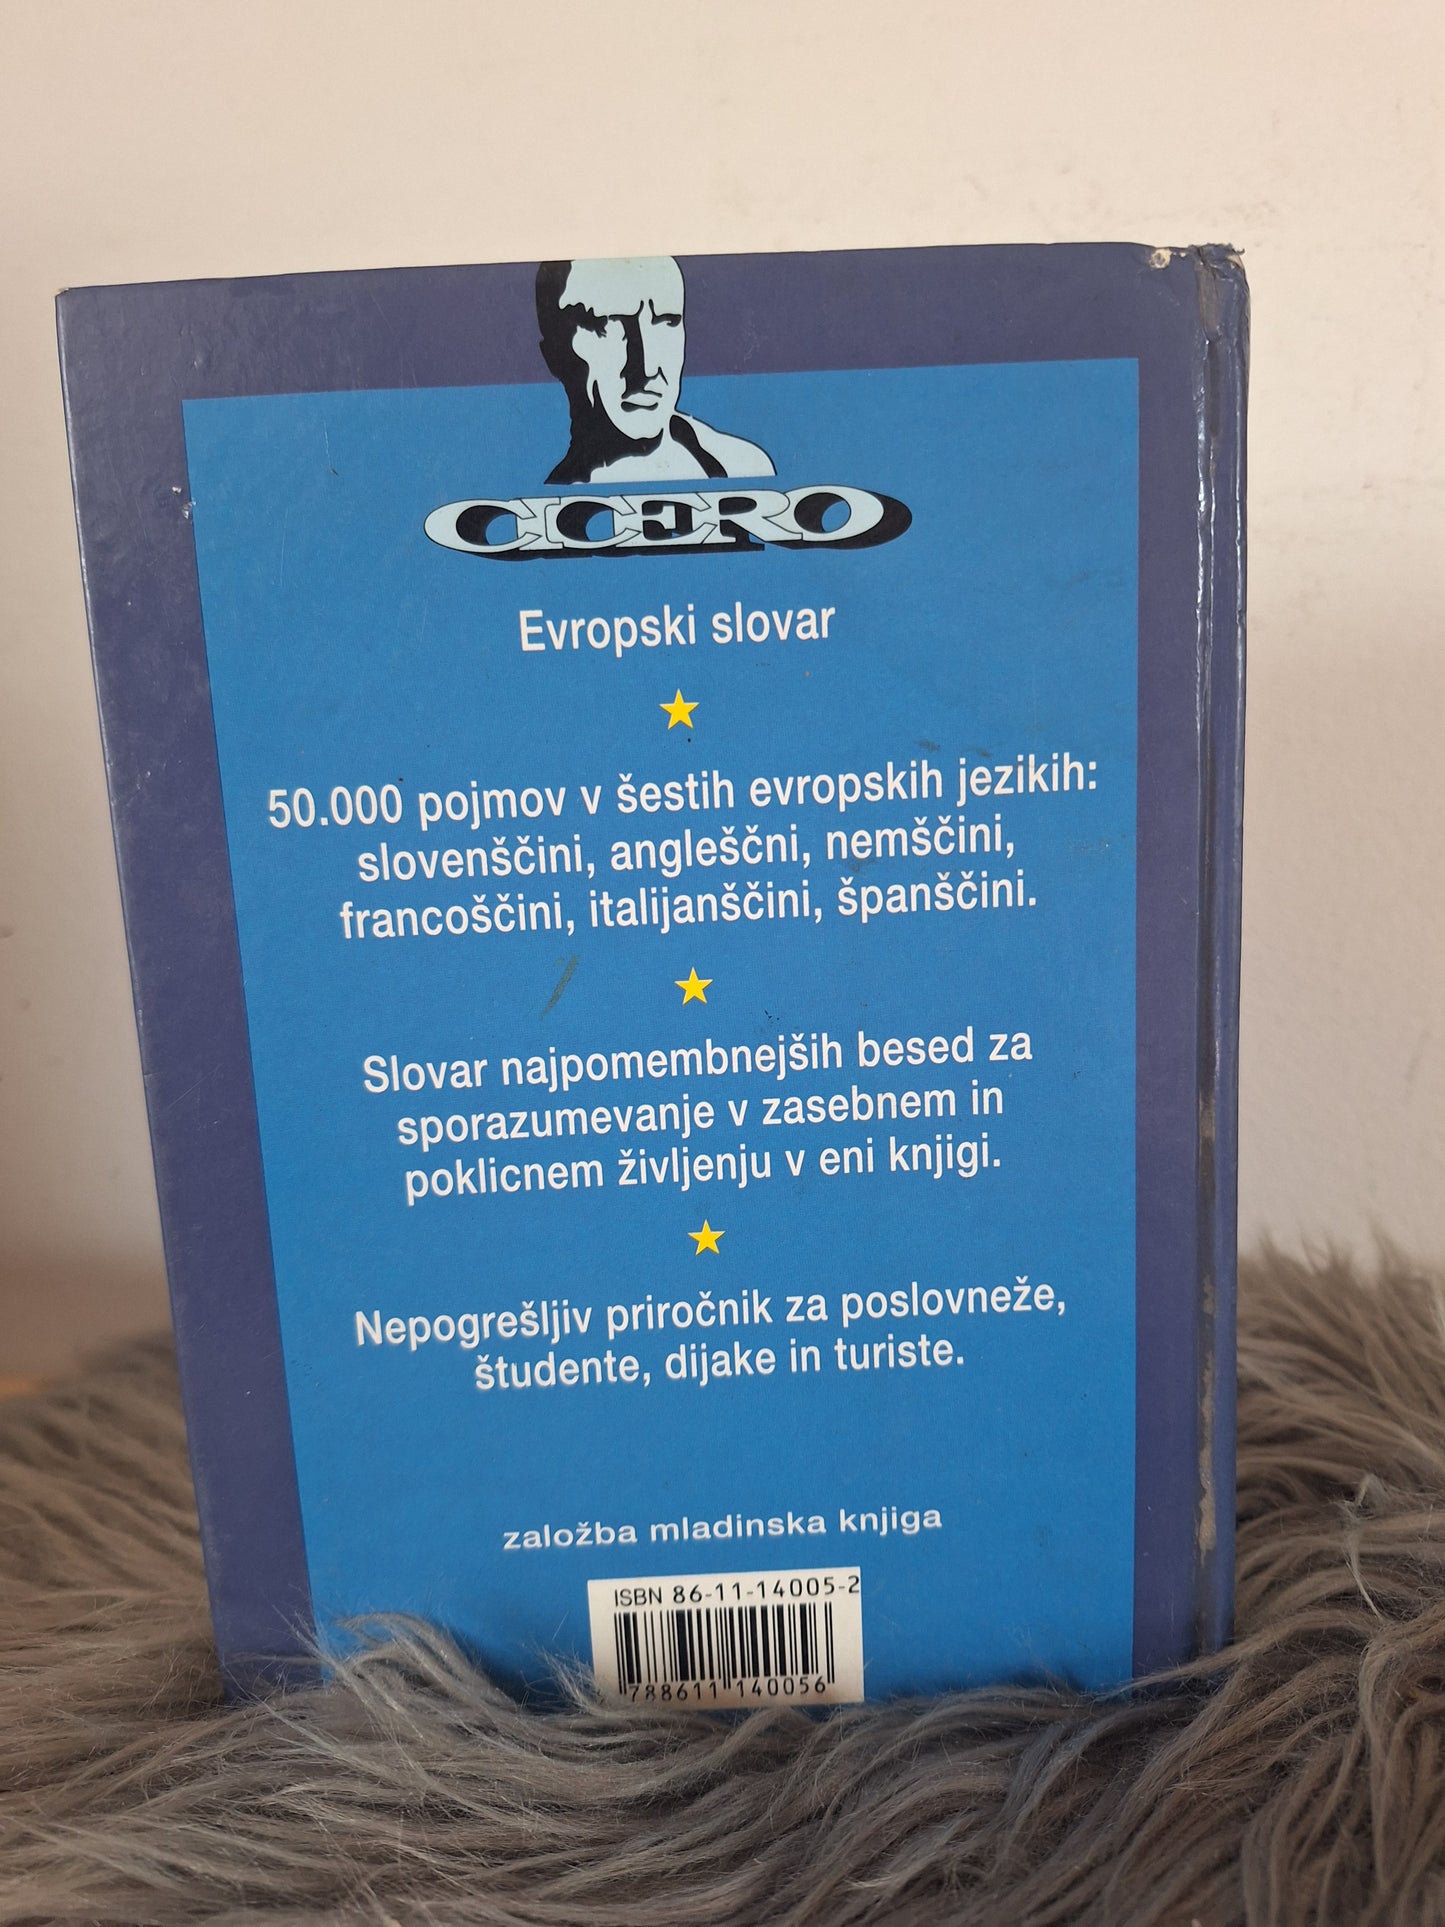 CICERO
Evropski slovar
50.000 pojmov v šestih evropskih jezikih:
slovenščini, angleščni, nemščini,
francoščini, italijanščini, španščini.
Slovar najpomembnejših besed za
sporazumevanje v zasebnem in
poklicnem življenju v eni knjigi.
Nepogrešljiv priročnik za poslovneže,
študente, dijake in turiste.
založba mladinska knjiga
ISBN 86-11-14005-2
788611 140056